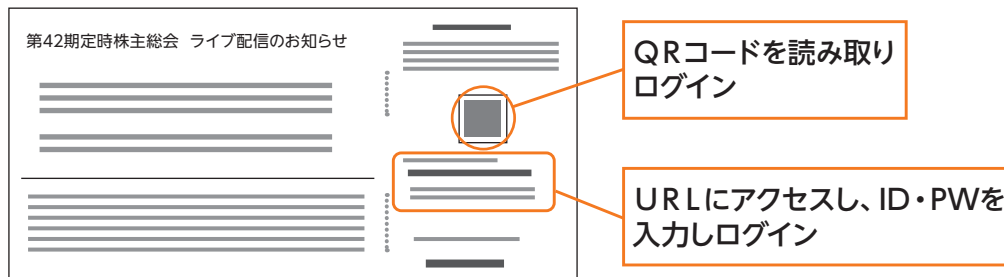 第42期定時株主総会 ライブ配信のお知らせ
QRコードを読み取り
ログイン
URLにアクセスし、ID・PWを
入力しログイン